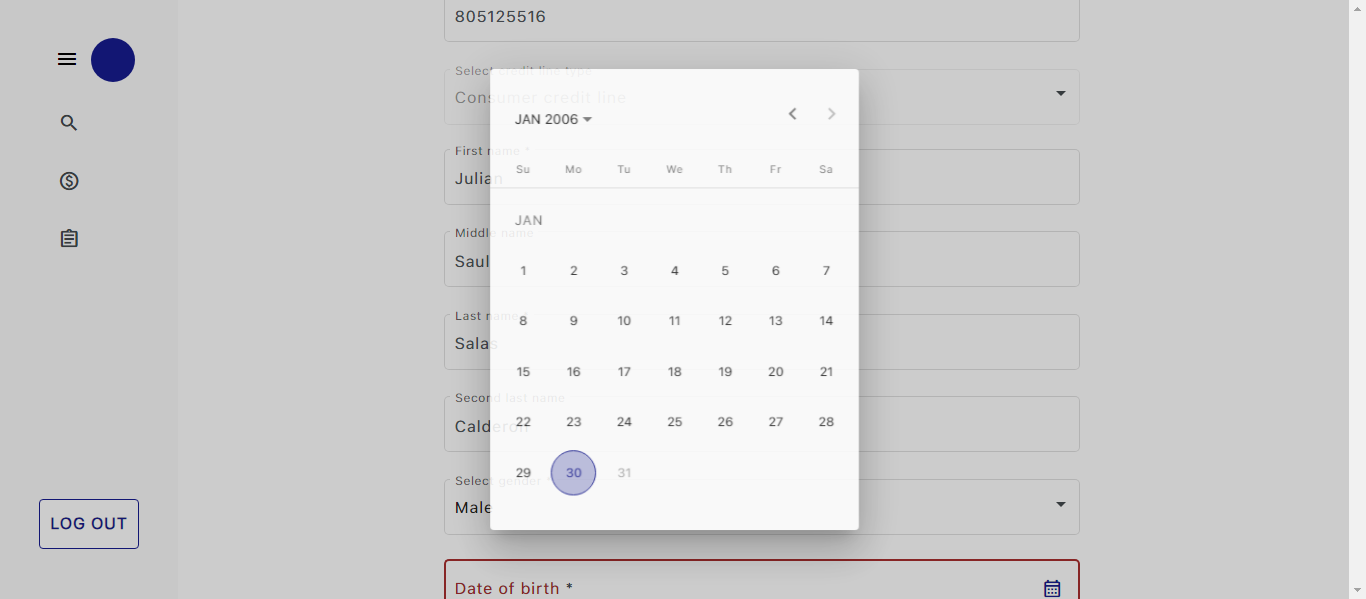 805125516
Select credit line type
Consumer credit line
JAN 2006
First name *
Su Mo Tu We Th Fr Sa
Julian
JAN
Middle name
Saul
1 2 3 4 5 6 7
Last name
8 9 10 11 12 13 14
Salas
15 16 17 18 19 20 21
Second last name
Calderon
22 23 24 25 26 27 28
29 30 31
Select gender
Male
LOG OUT
Date of birth *